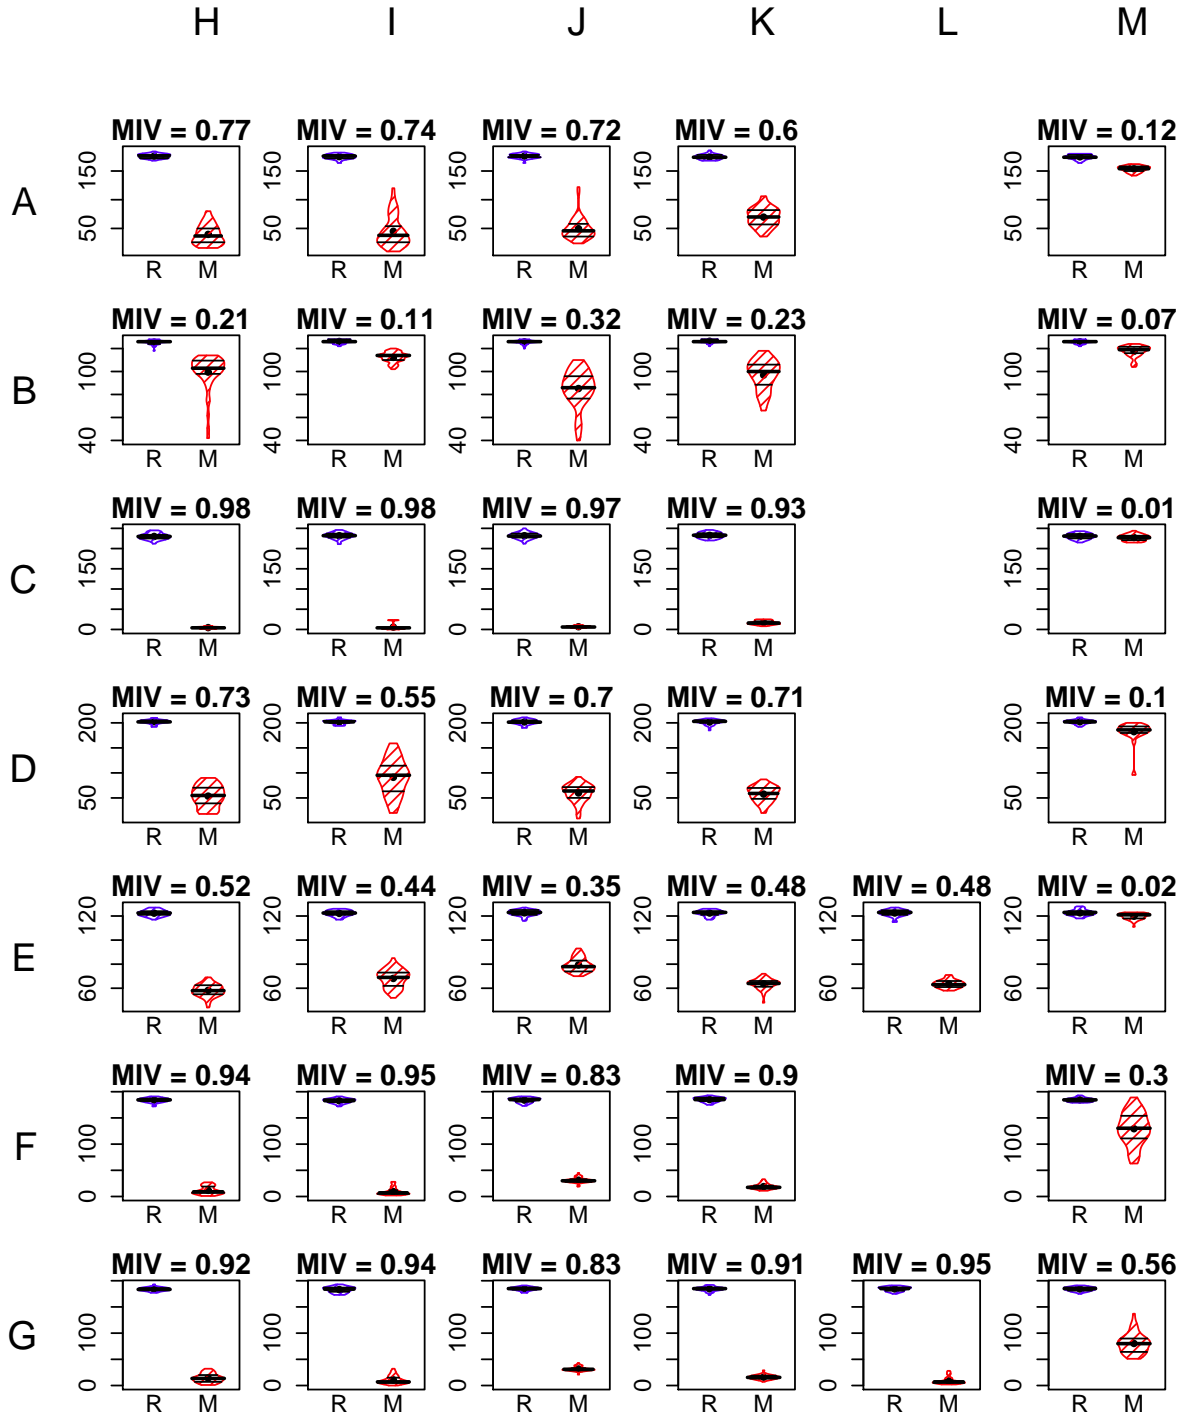 H I J K L M
MIV = 0.77 MIV = 0.74 MIV = 0.72 MIV = 0.6 MIV = 0.12
A
150 150 150 150 150
50 50 50 50 50
R M R M R M R M R M
MIV = 0.21 MIV = 0.11 MIV = 0.32 MIV = 0.23 MIV = 0.07
B
100 100 100 100 100
40 40 40 40 40
R M R M R M R M R M
MIV = 0.98 MIV = 0.98 MIV = 0.97 MIV = 0.93 MIV = 0.01
C
150 150 150 150 150
0 0 0 0 0
R M R M R M R M R M
MIV = 0.73 MIV = 0.55 MIV = 0.7 MIV = 0.71 MIV = 0.1
D
200 200 200 200 200
50 50 50 50 50
R M R M R M R M R M
MIV = 0.52 MIV = 0.44 MIV = 0.35 MIV = 0.48 MIV = 0.48 MIV = 0.02
E
120 120 120 120 120 120
60 60 60 60 60 60
R M R M R M R M R M R M
MIV = 0.94 MIV = 0.95 MIV = 0.83 MIV = 0.9 MIV = 0.3
F
100 100 100 100 100
0 0 0 0 0
R M R M R M R M R M
MIV = 0.92 MIV = 0.94 MIV = 0.83 MIV = 0.91 MIV = 0.95 MIV = 0.56
G
100 100 100 100 100 100
0 0 0 0 0 0
R M R M R M R M R M R M